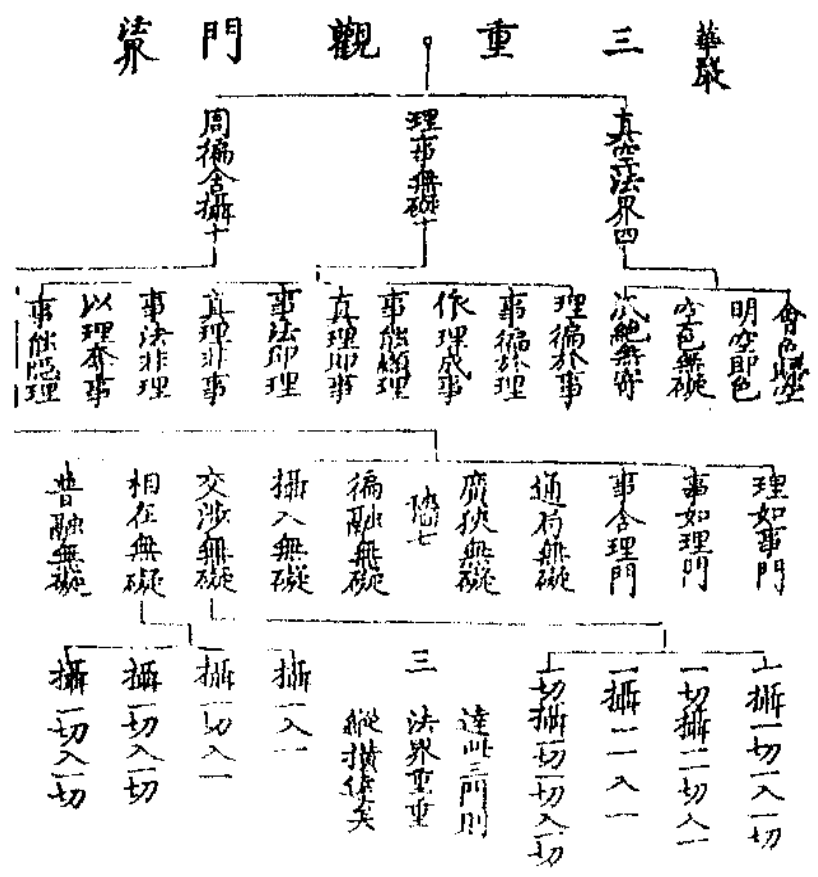 華嚴
三重觀門
法界
真空法界四
理事無礙十
周徧含攝十
會色歸空
明空即色
空色無礙
泯絕無寄
理徧於事
事徧於理
依理成事
事能顯理
真理即事
事法即理
真理非事
事法非理
以理奪事
事能隱理
理如事門
事如理門
事含理門
通局無礙
廣狹無礙
徧融無礙
攝入無礙
交涉無礙
相在無礙
普融無礙
一攝一切一入一切
一切攝一一切入一
一攝一一入一
一切攝一切一切入一切
達此三門則
三法界重重
縱橫
矣
攝一入一
攝一切入一
攝一切入一切
攝一切入一切